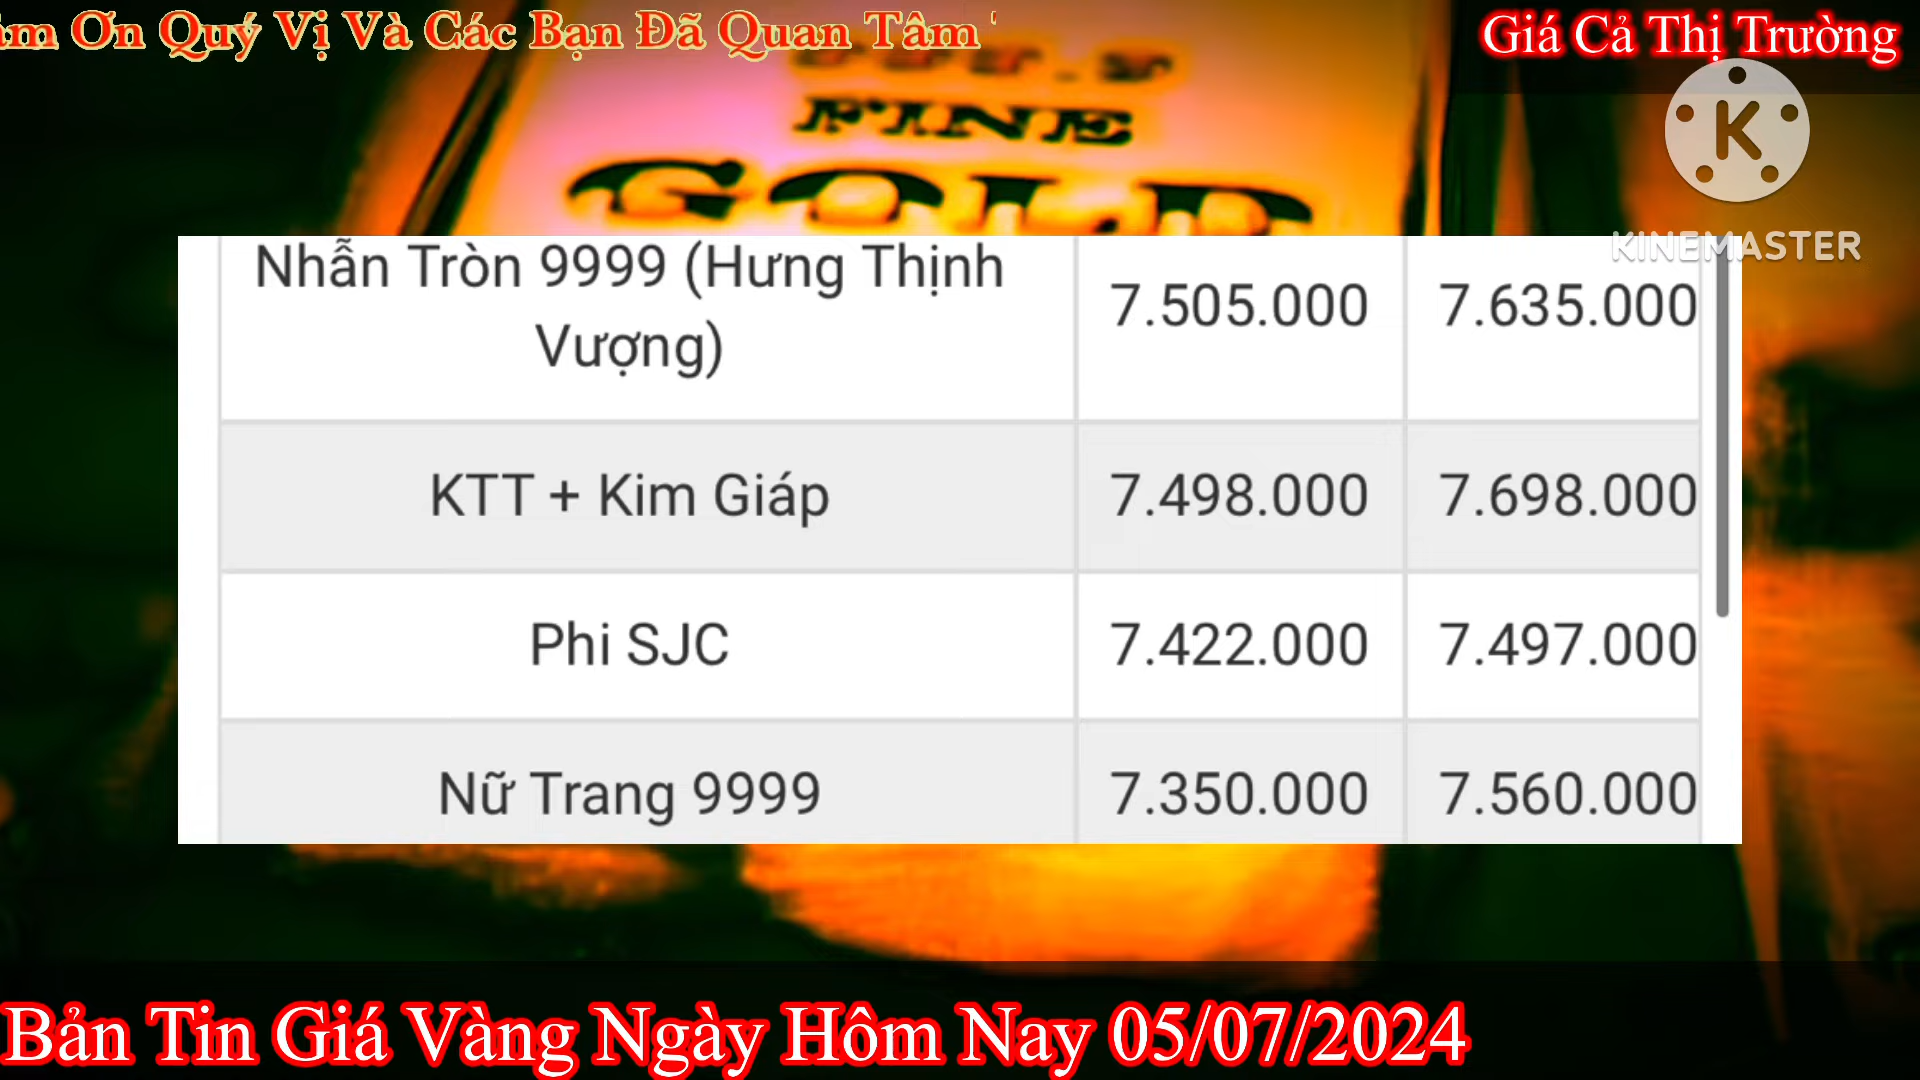 Ơn Quý Vị Và Các Bạn Đã Quan Tâm
Giá Cả Thị Trường
FINE
GOLD
K
KINEMASTER
Nhẫn Tròn 9999 (Hưng Thịnh
Vượng)
7.505.000
7.635.000
KTT + Kim Giáp
7.498.000
7.698.000
Phi SJC
7.422.000
7.497.000
Nữ Trang 9999
7.350.000
7.560.000
Bản Tin Giá Vàng Ngày Hôm Nay 05/07/2024